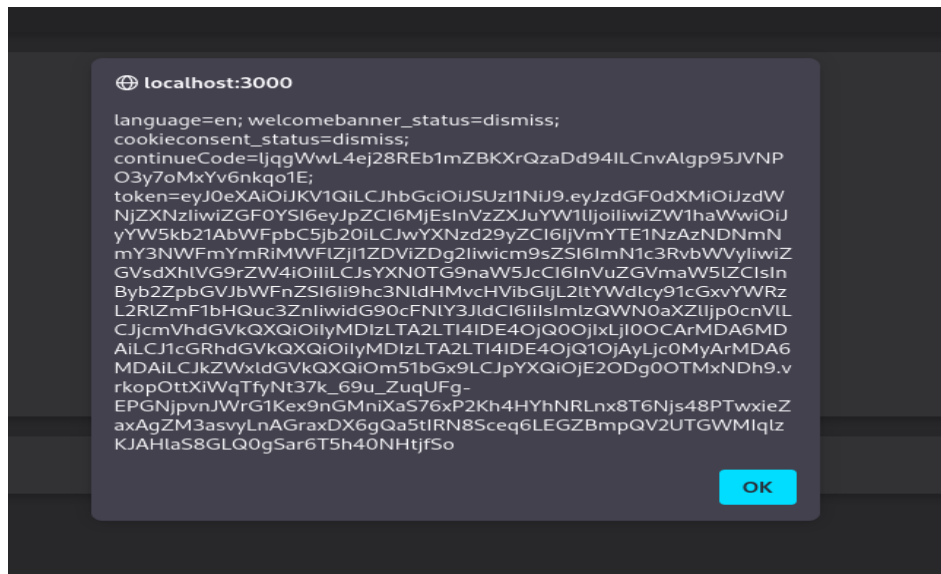 localhost:3000
language=en; welcomebanner_status=dismiss;
cookieconsent_status=dismiss;
continueCode=ljqgWwL4ej28REb1mZBKXrQzaDd94ILCnvAlgp95JVNP
O3y7oMxYv6nkqo1E;
token=eyJ0eXAiOiJKV1QiLCJhbGciOiJSUzI1NiJ9.eyJzdGF0dXMiOiJzdW
NjZXNzIiwiZGF0YSI6eyJpZCI6MjEsInVzZXJuYW1lIjoiIiwiZW1haWwiOiJ
yYW5kb21AbWFpbC5jb20iLCJwYXNzd29yZCI6IjVmYTE1NzAzNDNmN
mY3NWFmYmRiMWFlZjI1ZDViZDg2Iiwicm9sZSI6ImN1c3RvbWVyIiwiZ
GVsdXhlVG9rZW4iOiIiLCJsYXN0TG9naW5JcCI6InVuZGVmaW5lZCIsIn
Byb2ZpbGVJbWFnZSI6Ii9hc3NldHMvcHVibGljL2ltYWdlcy91cGxvYWRz
L2RlZmF1bHQuc3ZnIiwidG90cFNlY3JldCI6IiIsImlzQWN0aXZlIjp0cnVlL
CJjcmVhdGVkQXQiOiIyMDIzLTA2LTI4IDE4OjQ0OjIxLjI0OCArMDA6MD
AiLCJ1cGRhdGVkQXQiOiIyMDIzLTA2LTI4IDE4OjQ1OjAyLjc0MyArMDA6
MDAiLCJkZWxldGVkQXQiOm51bGx9LCJpYXQiOjE2ODg0OTMxNDh9.v
rkopOttXiWqTfyNt37k_69u_ZuqUFg-
EPGNjpvnJWrG1Kex9nGMniXaS76xP2Kh4HYhNRLnx8T6Njs48PTwxieZ
axAgZM3asvyLnAGraxDX6gQa5tIRN8Sceq6LEGZBmpQV2UTGWMIqlz
KJAHlaS8GLQ0gSar6T5h40NHtjfSo
OK